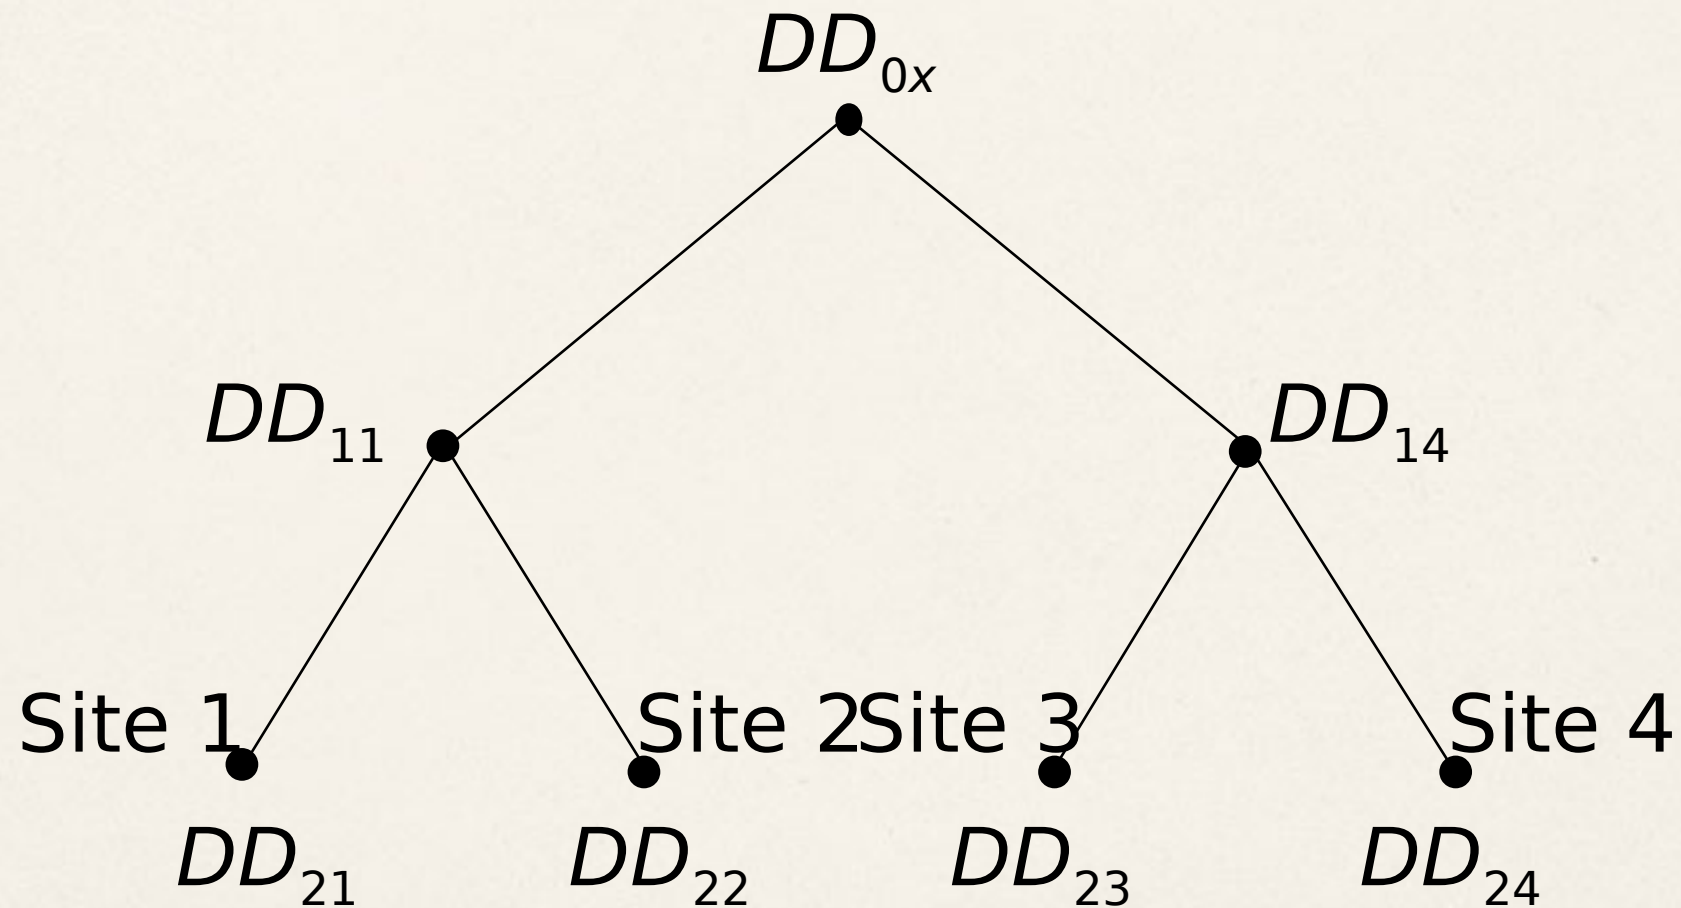 DD₀ₓ
DD₁₁
DD₁₄
Site 1
Site 2
Site 3
Site 4
DD₂₁
DD₂₂
DD₂₃
DD₂₄